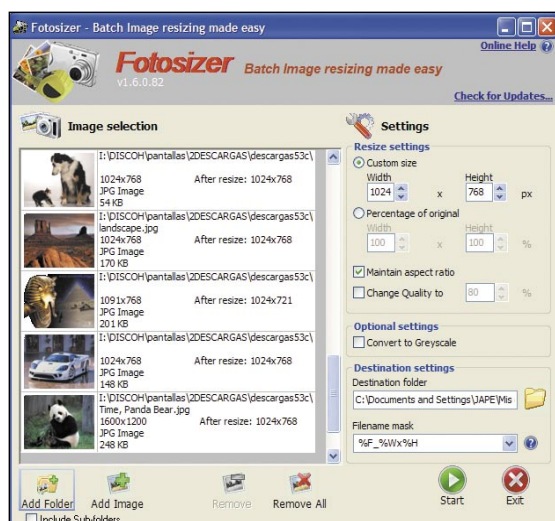 Fotosizer - Batch Image resizing made easy
Online Help
Fotosizer Batch Image resizing made easy
v1.6.0.82
Check for Updates...
Image selection
Settings
I:\DISCOH\pantallas\2DESCARGAS\descargas53c\
1024x768 After resize: 1024x768
JPG Image
54 KB
I:\DISCOH\pantallas\2DESCARGAS\descargas53c\
landscape.jpg
1024x768 After resize: 1024x768
JPG Image
170 KB
I:\DISCOH\pantallas\2DESCARGAS\descargas53c\
1091x768 After resize: 1024x721
JPG Image
201 KB
I:\DISCOH\pantallas\2DESCARGAS\descargas53c\
1024x768 After resize: 1024x768
JPG Image
148 KB
I:\DISCOH\pantallas\2DESCARGAS\descargas53c\
Time, Panda Bear.jpg
1600x1200 After resize: 1024x768
JPG Image
248 KB
Resize settings
Custom size
Width Height
1024 x 768 px
Percentage of original
Width Height
100 x 100 %
Maintain aspect ratio
Change Quality to 80 %
Optional settings
Convert to Greyscale
Destination settings
Destination folder
C:\Documents and Settings\JAPE\Mis
Filename mask
%F_%Wx%H
Add Folder Add Image Remove Remove All Start Exit
Include Sub-folders